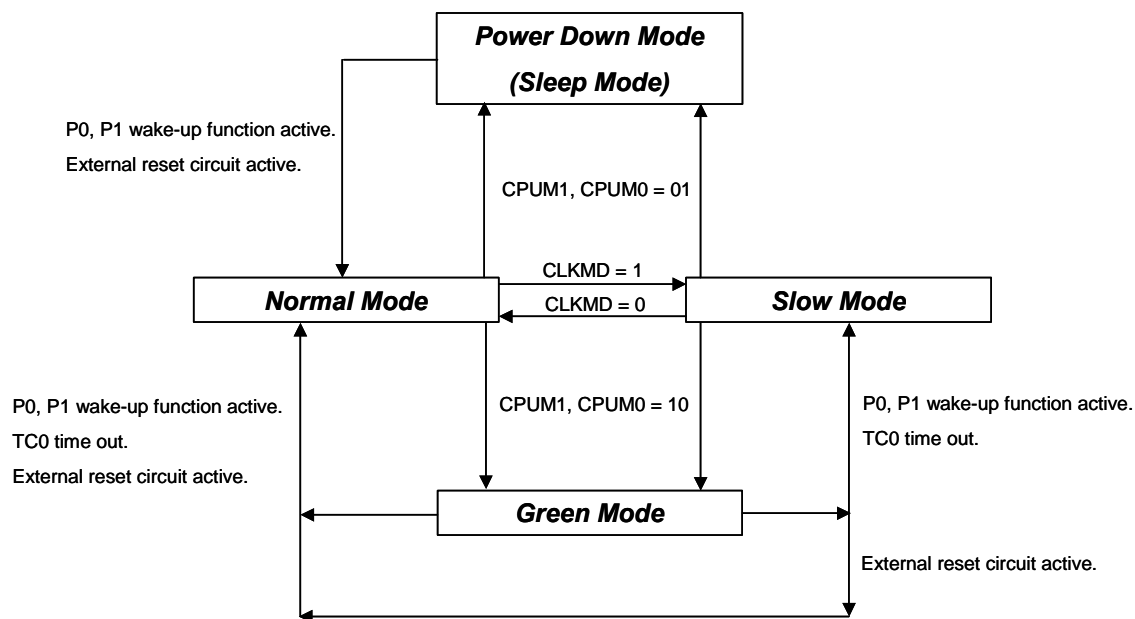 Power Down Mode
(Sleep Mode)
P0, P1 wake-up function active.
External reset circuit active.
CPUM1, CPUM0 = 01
CLKMD = 1
Normal Mode
Slow Mode
CLKMD = 0
P0, P1 wake-up function active.
TC0 time out.
External reset circuit active.
CPUM1, CPUM0 = 10
P0, P1 wake-up function active.
TC0 time out.
Green Mode
External reset circuit active.